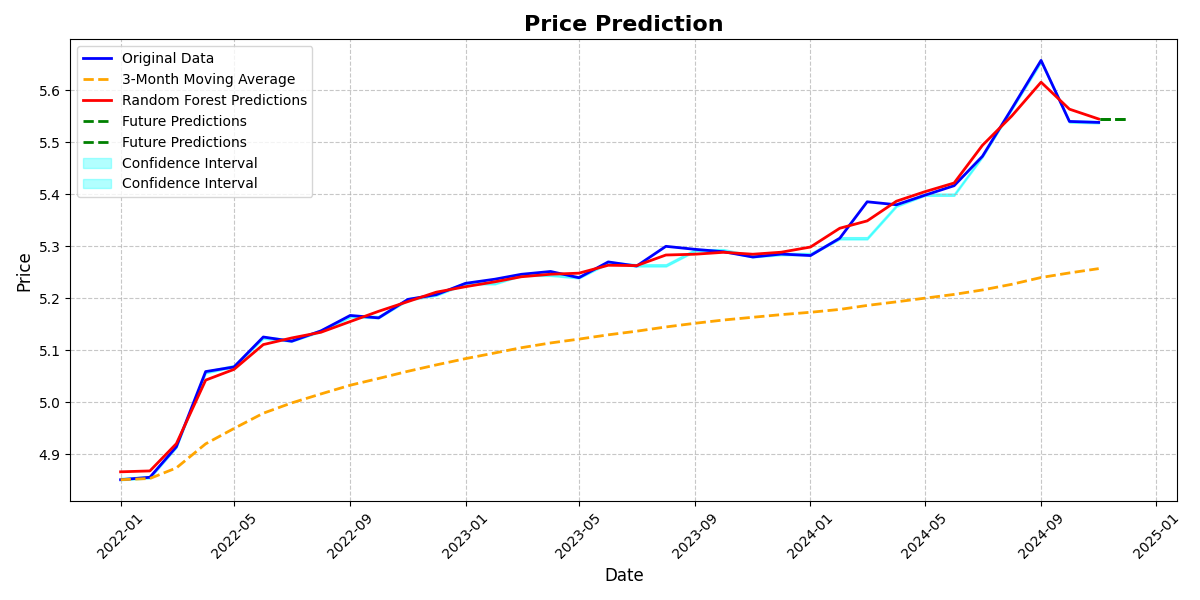 Price Prediction
Original Data
3-Month Moving Average
Random Forest Predictions
Future Predictions
Future Predictions
Confidence Interval
Confidence Interval
Price
5.6
5.5
5.4
5.3
5.2
5.1
5.0
4.9
2022-01
2022-05
2022-09
2023-01
2023-05
2023-09
2024-01
2024-05
2024-09
2025-01
Date